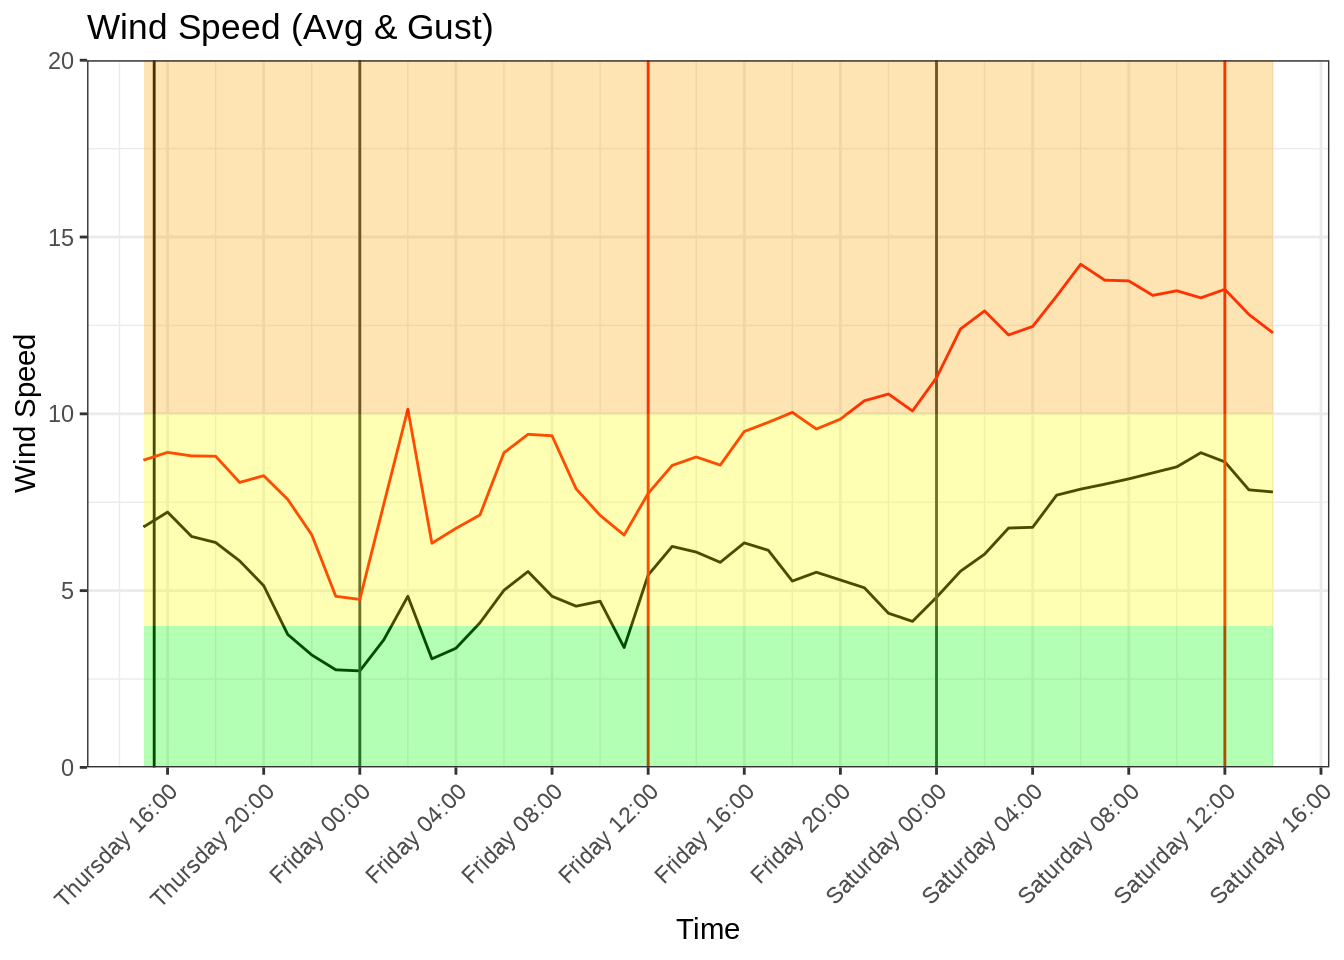 Wind Speed (Avg & Gust)
20
15
10
5
0
Wind Speed
Thursday 16:00
Thursday 20:00
Friday 00:00
Friday 04:00
Friday 08:00
Friday 12:00
Friday 16:00
Friday 20:00
Saturday 00:00
Saturday 04:00
Saturday 08:00
Saturday 12:00
Saturday 16:00
Time